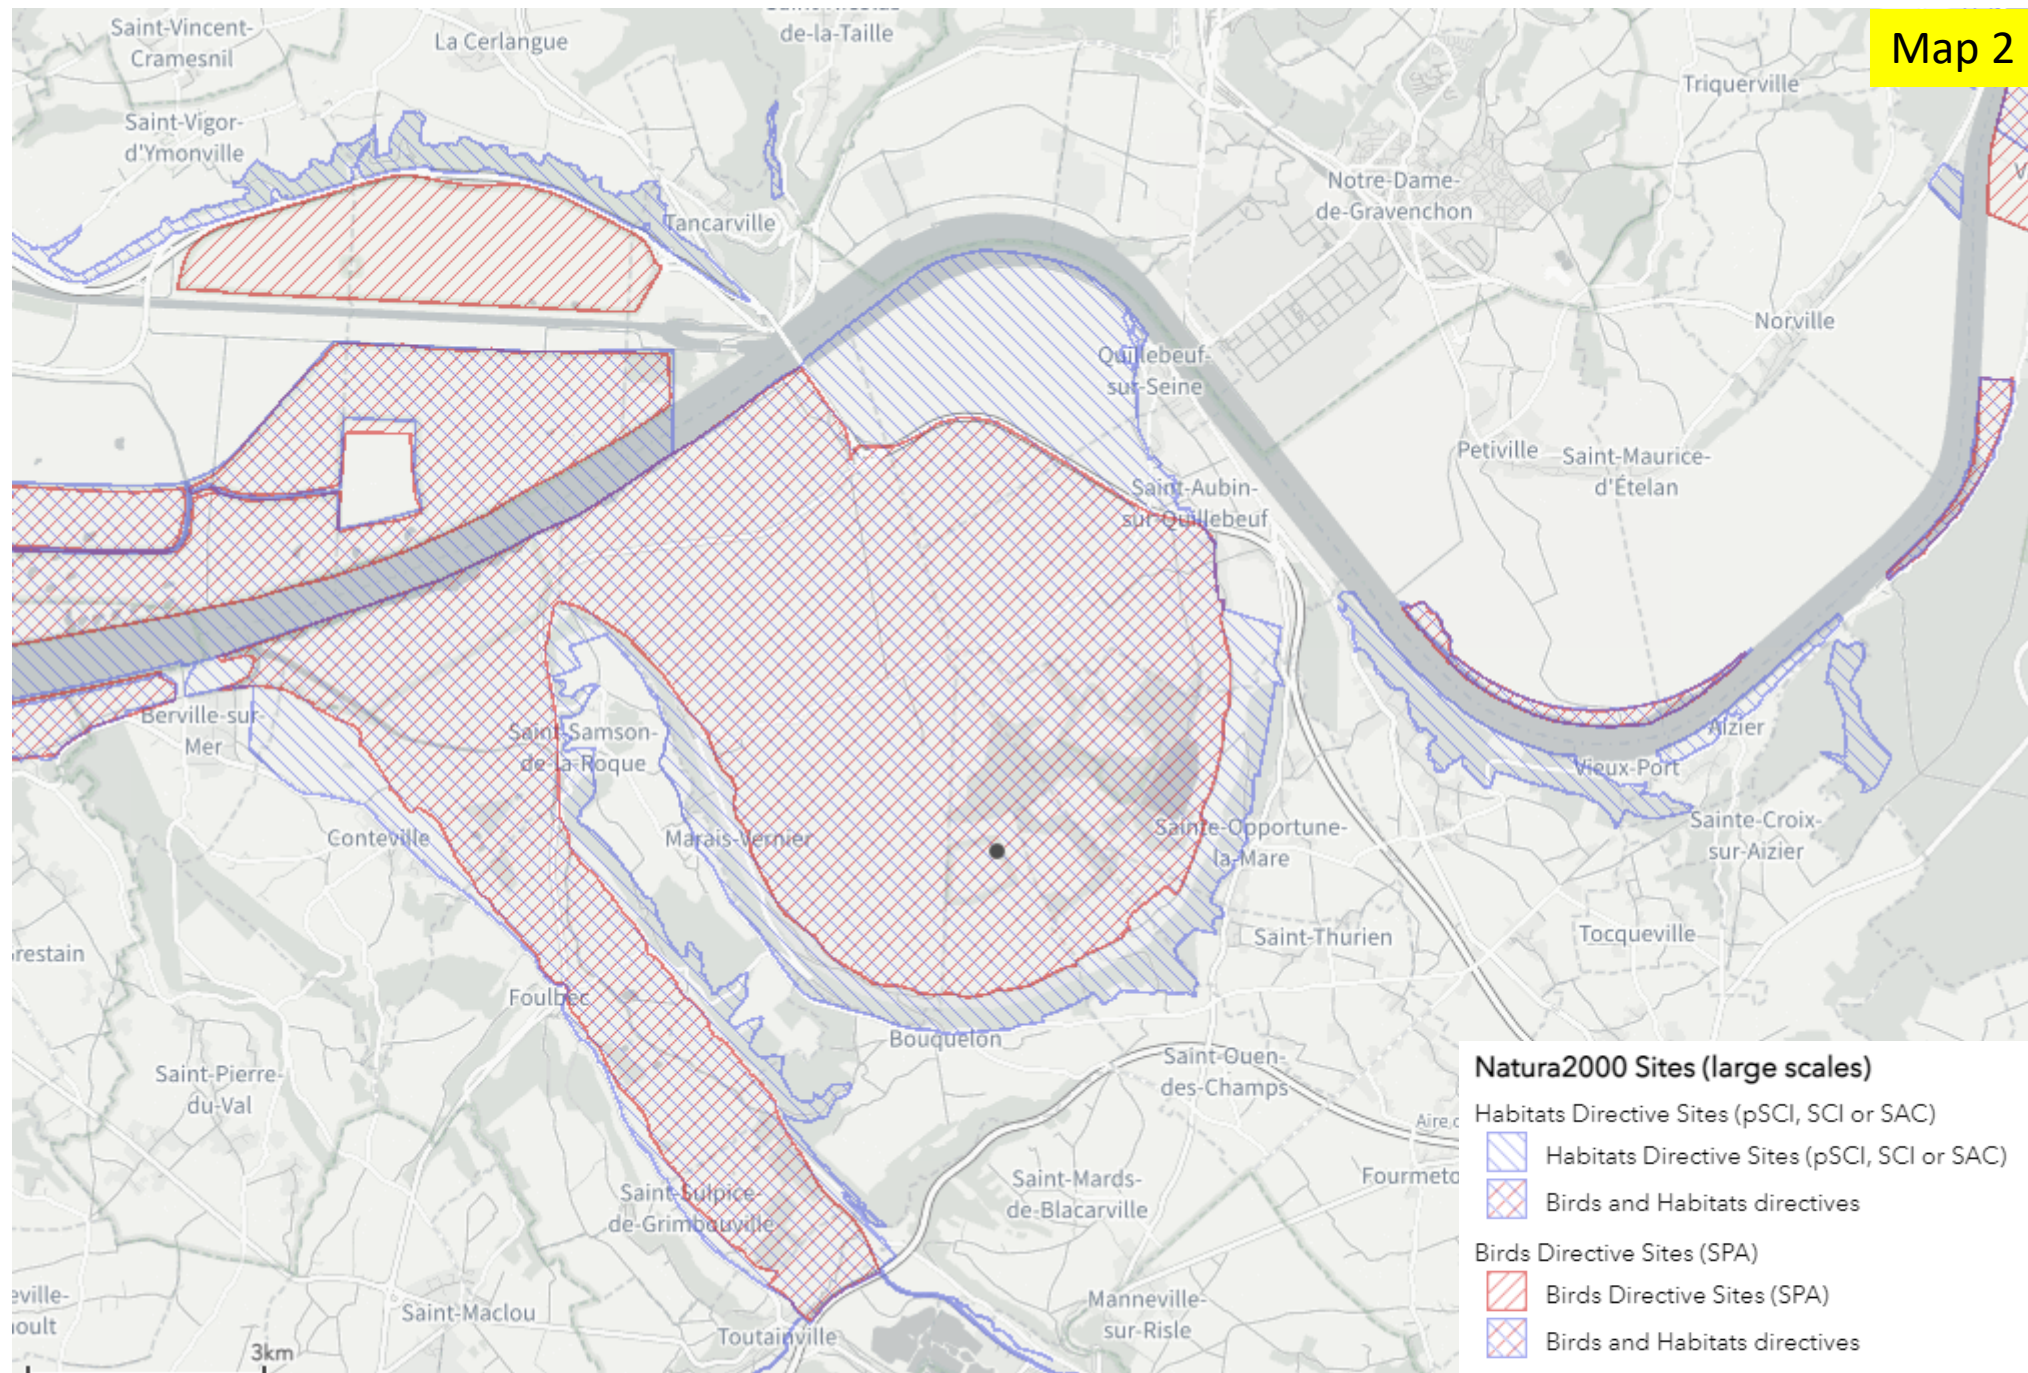 Saint-Vincent-
Cramesnil
La Cerlangue
de-la-Taille
Map 2
Triquerville
Saint-Vigor-
d'Ymonville
Notre-Dame-
de-Gravenchon
Tancarville
Norville
Quillebeuf-
sur-Seine
Petiville
Saint-Maurice-
d'Ételan
Saint-Aubin-
sur-Quillebeuf
Berville-sur-
Mer
Saint-Samson-
de-la-Roque
Aizier
Vieux-Port
Conteville
Marais-Vernier
Sainte-Opportune-
la-Mare
Sainte-Croix-
sur-Aizier
restain
Saint-Thurien
Tocqueville
Foulbec
Bouquelon
Saint-Ouen-
des-Champs
Saint-Pierre-
du-Val
Aire
Saint-Mards-
de-Blacarville
Fourmeto
Saint-Sulpice-
de-Grimbouville
eville-
oult
Saint-Maclou
Manneville-
sur-Risle
Toutainville
3km
Natura2000 Sites (large scales)
Habitats Directive Sites (pSCI, SCI or SAC)
Habitats Directive Sites (pSCI, SCI or SAC)
Birds and Habitats directives
Birds Directive Sites (SPA)
Birds Directive Sites (SPA)
Birds and Habitats directives